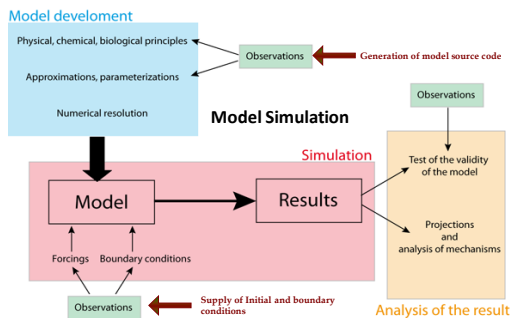 Model develoment
Physical, chemical, biological principles
Approximations, parameterizations
Numerical resolution
Observations
Generation of model source code
Model Simulation
Observations
Simulation
Model
Results
Test of the validity
of the model
Projections
and
analysis of mechanisms
Forcings
Boundary conditions
Observations
Supply of Initial and boundary
conditions
Analysis of the result